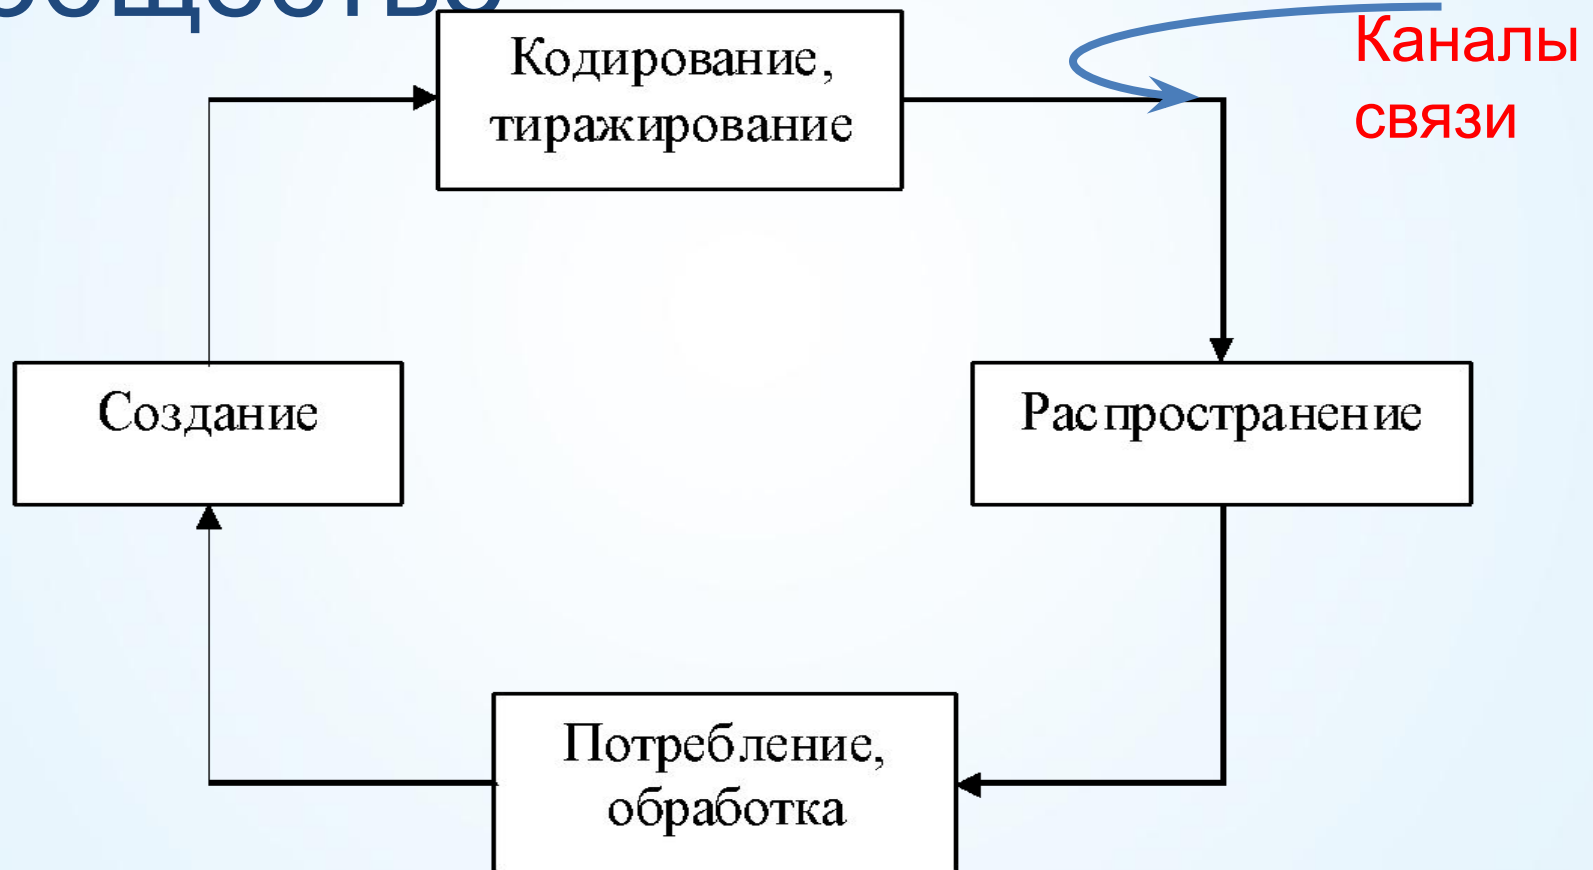 Кодирование,
тиражирование
Каналы
связи
Создание
Распространение
Потребление,
обработка